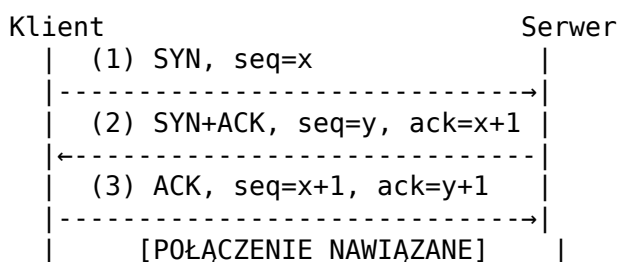 Klient                          Serwer
  |  (1) SYN, seq=x              |
  |-----------------------------→|
  |  (2) SYN+ACK, seq=y, ack=x+1 |
  |←-----------------------------|
  |  (3) ACK, seq=x+1, ack=y+1   |
  |-----------------------------→|
  |     [POŁĄCZENIE NAWIĄZANE]    |